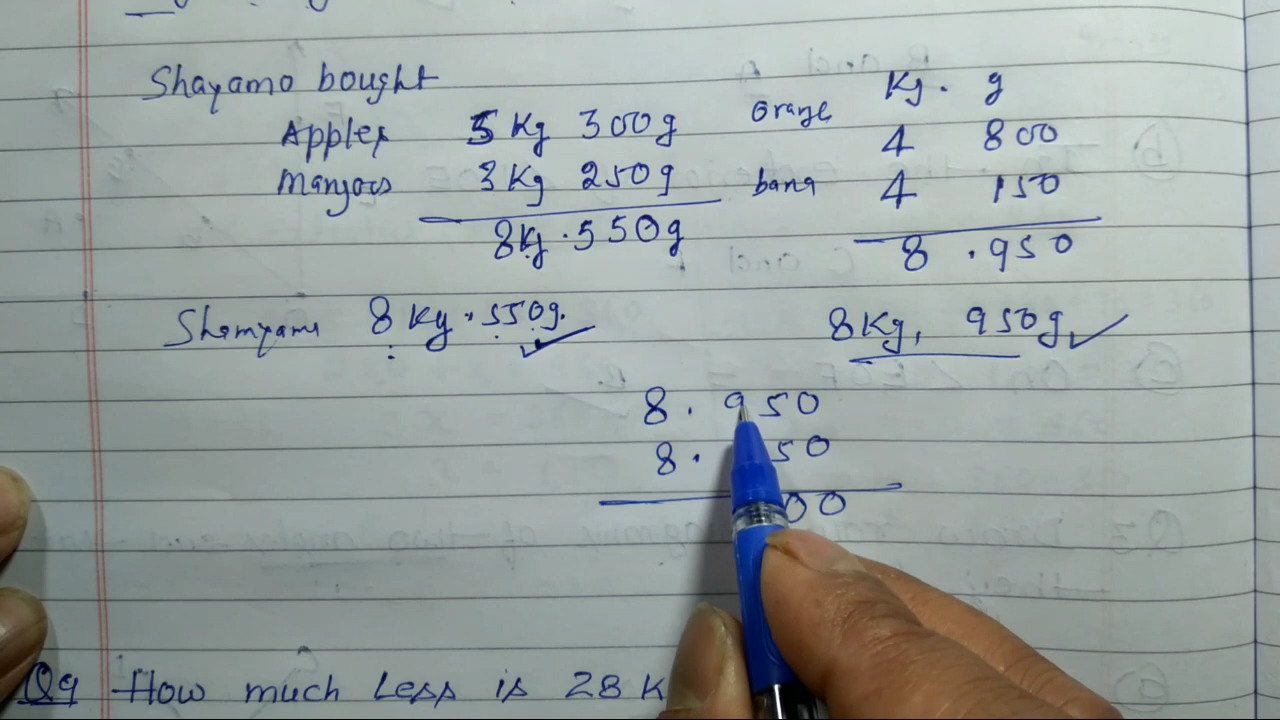 Shayamo bought
Kg. g
Apples 5 Kg 300g Orange 4 800
Mangoes 3 Kg 250g bana 4 150
8Kg.550g 8 .950
Shamyamu 8 Kg.550g. 8Kg, 950g
8.950
8. 50
00
Q9 How much Less is 28 K